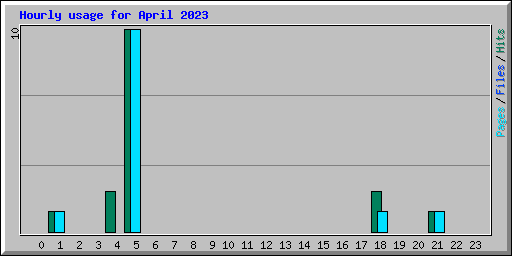 Hourly usage for April 2023
10
Pages/Files/Hits
0 1 2 3 4 5 6 7 8 9 10 11 12 13 14 15 16 17 18 19 20 21 22 23